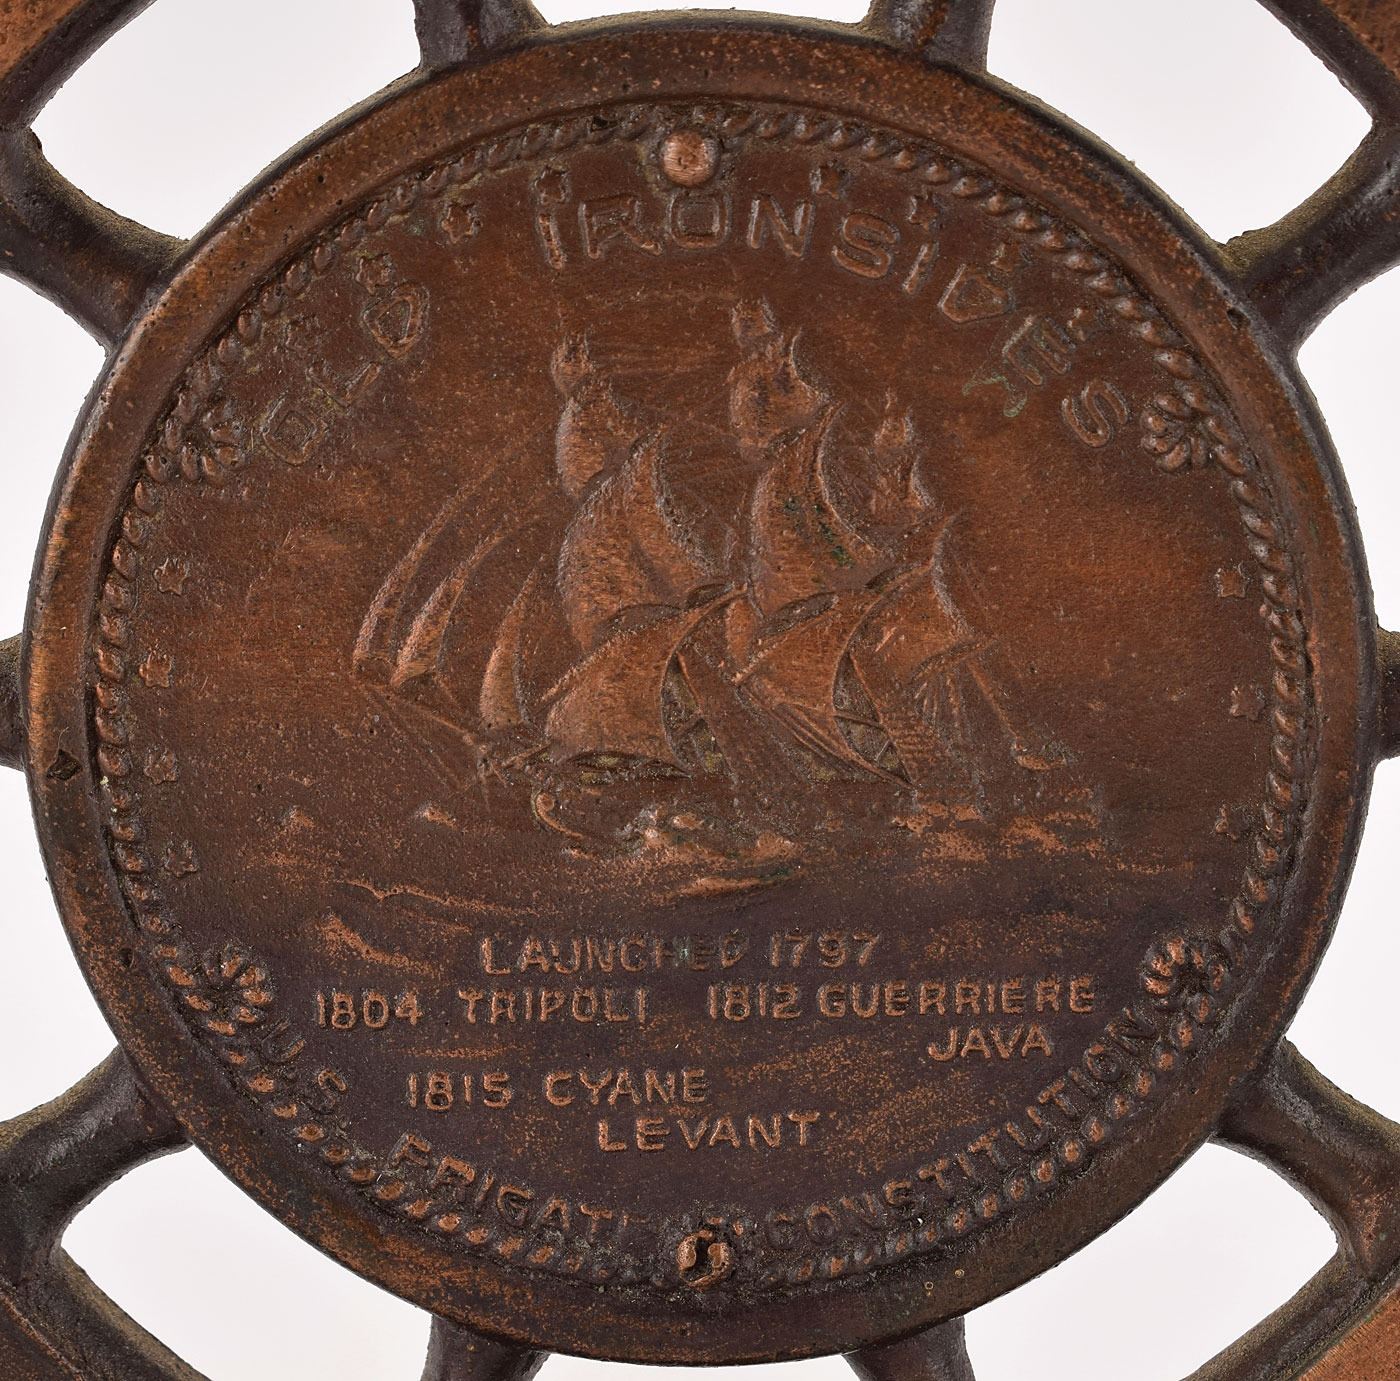 OLD IRONSIDES
LAUNCHED 1797
1804 TRIPOLI 1812 GUERRIERE
JAVA
1815 CYANE
LEVANT
U.S. FRIGATE CONSTITUTION